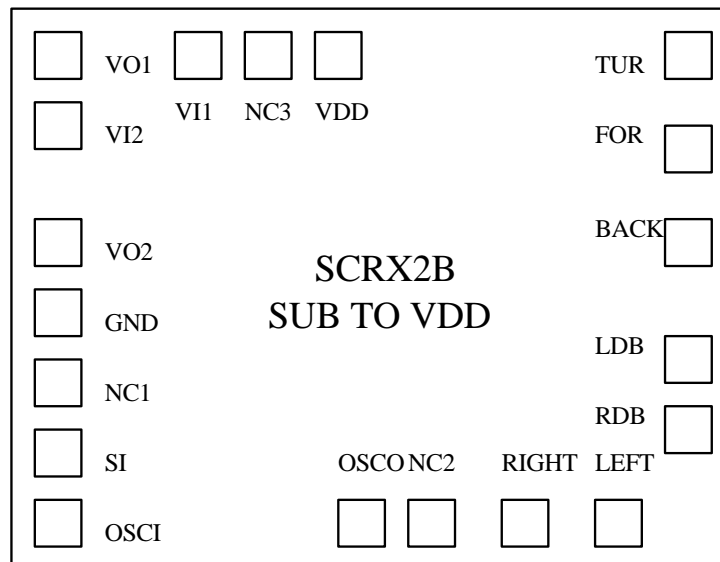 VO1
TUR
VI1 NC3 VDD
VI2
FOR
BACK
VO2
SCRX2B
SUB TO VDD
GND
LDB
NC1
RDB
SI
OSCO NC2 RIGHT LEFT
OSCI